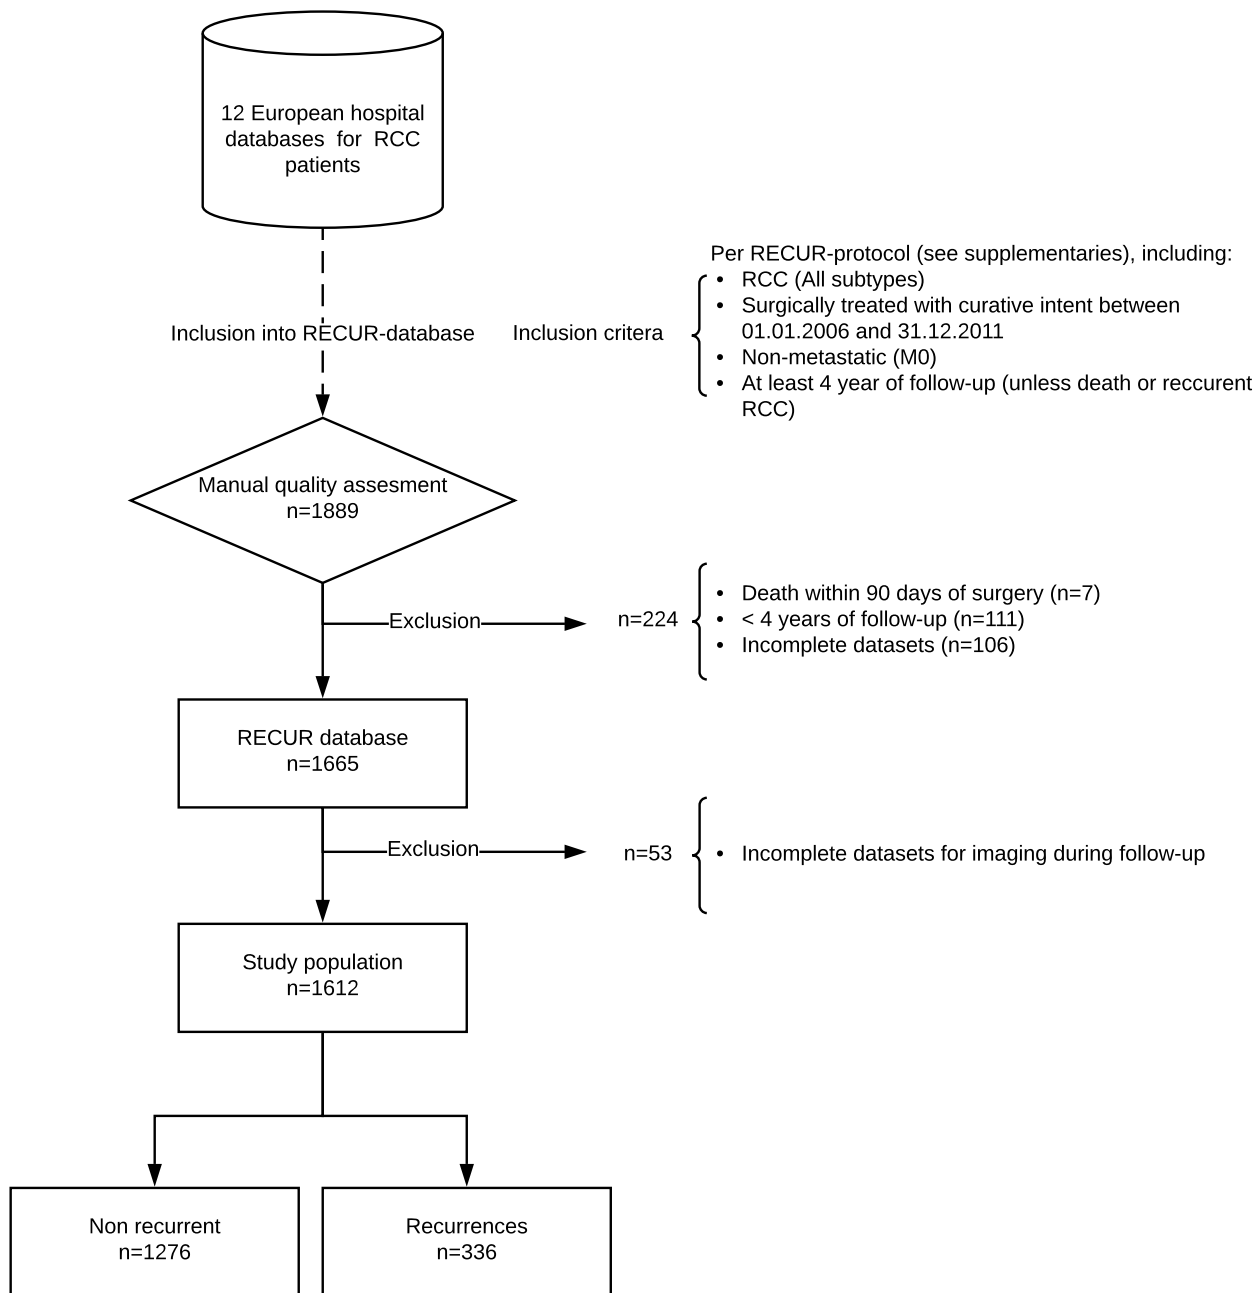 12 European hospital
databases for RCC
patients
Per RECUR-protocol (see supplementaries), including:
• RCC (All subtypes)
• Surgically treated with curative intent between
01.01.2006 and 31.12.2011
• Non-metastatic (M0)
• At least 4 year of follow-up (unless death or reccurent
RCC)
Inclusion into RECUR-database
Inclusion critera
Manual quality assesment
n=1889
Exclusion
n=224
• Death within 90 days of surgery (n=7)
• < 4 years of follow-up (n=111)
• Incomplete datasets (n=106)
RECUR database
n=1665
Exclusion
n=53
• Incomplete datasets for imaging during follow-up
Study population
n=1612
Non recurrent
n=1276
Recurrences
n=336